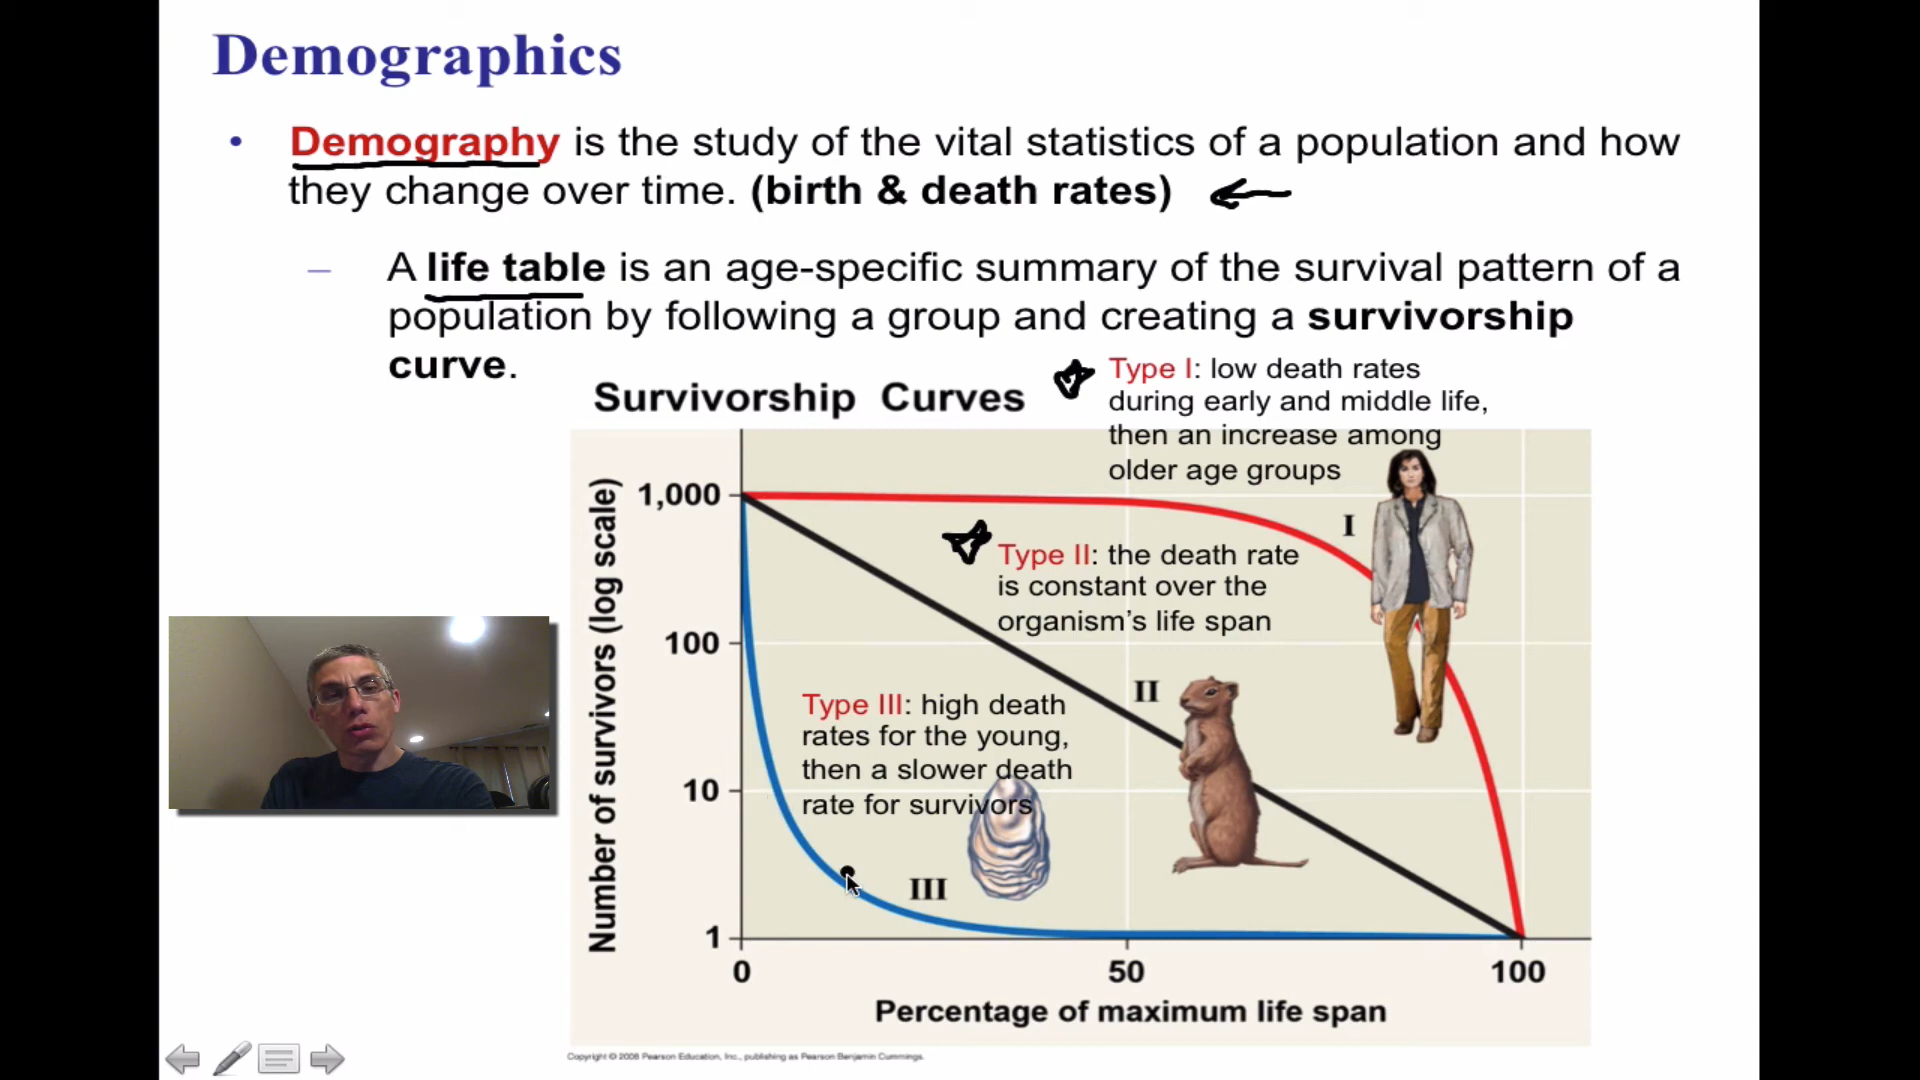 Demographics
• Demography is the study of the vital statistics of a population and how
they change over time. (birth & death rates)
– A life table is an age-specific summary of the survival pattern of a
population by following a group and creating a survivorship
curve.
Survivorship Curves
Type I: low death rates
during early and middle life,
then an increase among
older age groups
I
Type II: the death rate
is constant over the
organism's life span
II
Type III: high death
rates for the young,
then a slower death
rate for survivors
III
Number of survivors (log scale)
1,000
100
10
1
0
50
100
Percentage of maximum life span
Copyright © 2008 Pearson Education, Inc., publishing as Pearson Benjamin Cummings.